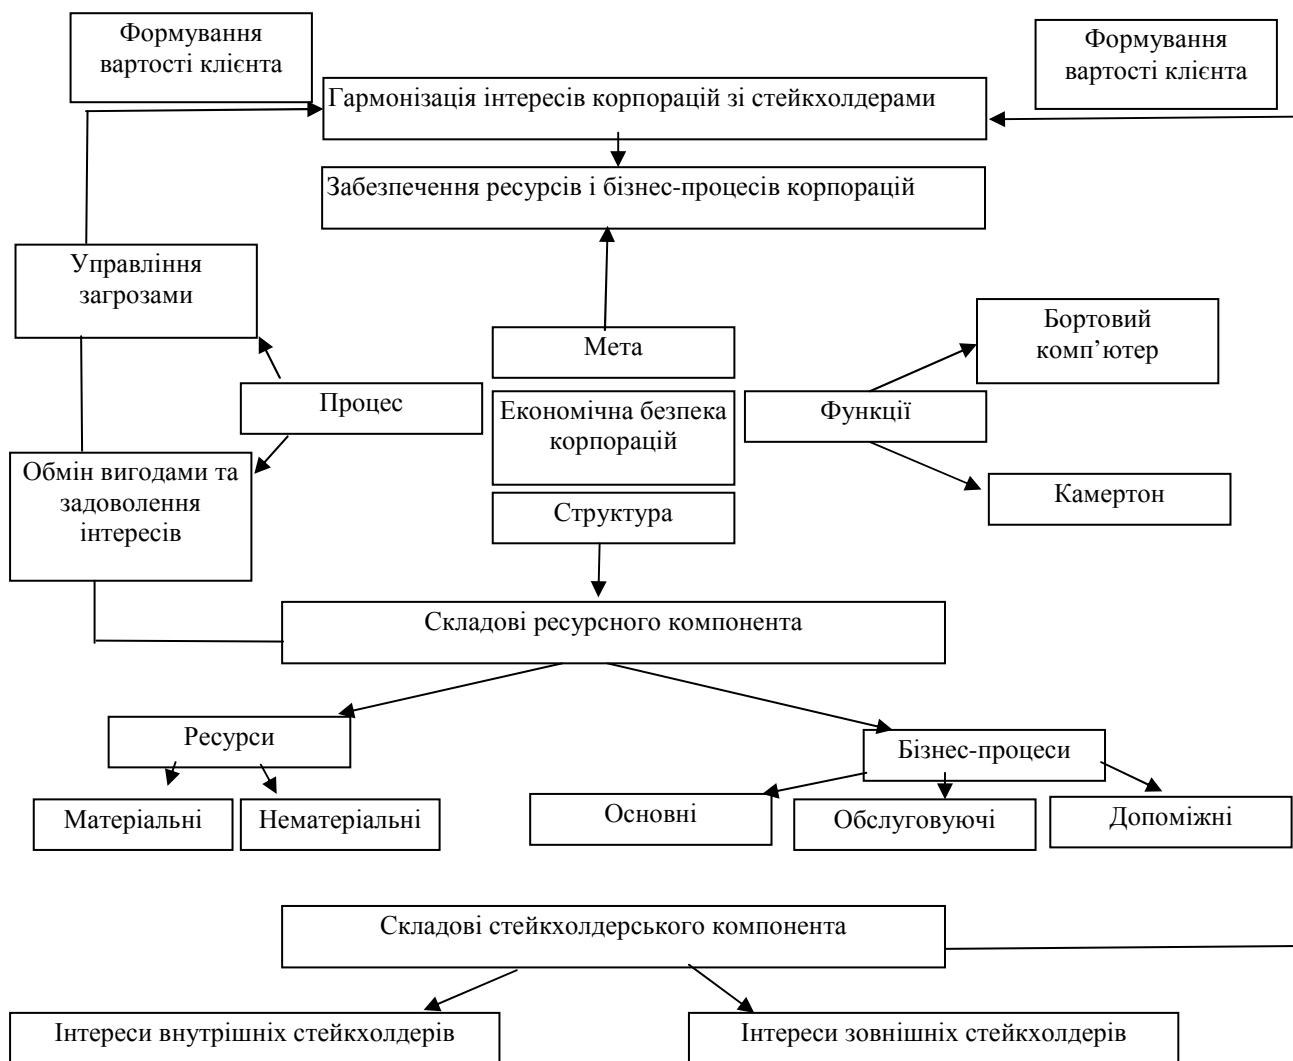 Формування
вартості клієнта
Формування
вартості клієнта
Гармонізація інтересів корпорацій зі стейкхолдерами
Забезпечення ресурсів і бізнес-процесів корпорацій
Управління
загрозами
Бортовий
комп’ютер
Мета
Процес
Економічна безпека
корпорацій
Функції
Обмін вигодами та
задоволення
інтересів
Камертон
Структура
Складові ресурсного компонента
Ресурси
Бізнес-процеси
Матеріальні
Нематеріальні
Основні
Обслуговуючі
Допоміжні
Складові стейкхолдерського компонента
Інтереси внутрішніх стейкхолдерів
Інтереси зовнішніх стейкхолдерів